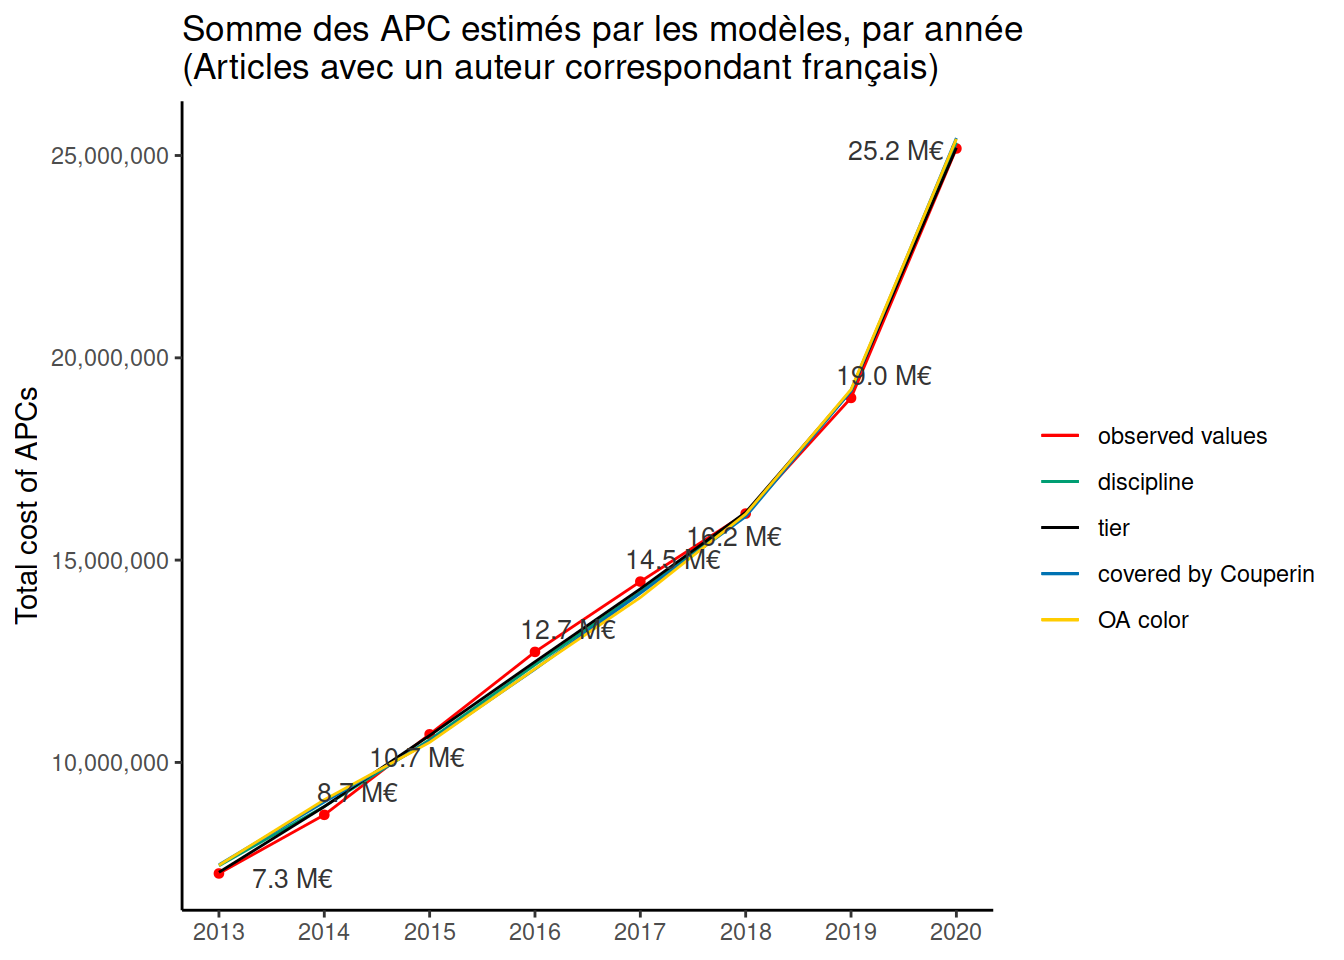 Somme des APC estimés par les modèles, par année
(Articles avec un auteur correspondant français)
Total cost of APCs
25,000,000
20,000,000
15,000,000
10,000,000
25.2 M€
19.0 M€
16.2 M€
14.5 M€
12.7 M€
10.7 M€
8.7 M€
7.3 M€
2013 2014 2015 2016 2017 2018 2019 2020
observed values
discipline
tier
covered by Couperin
OA color